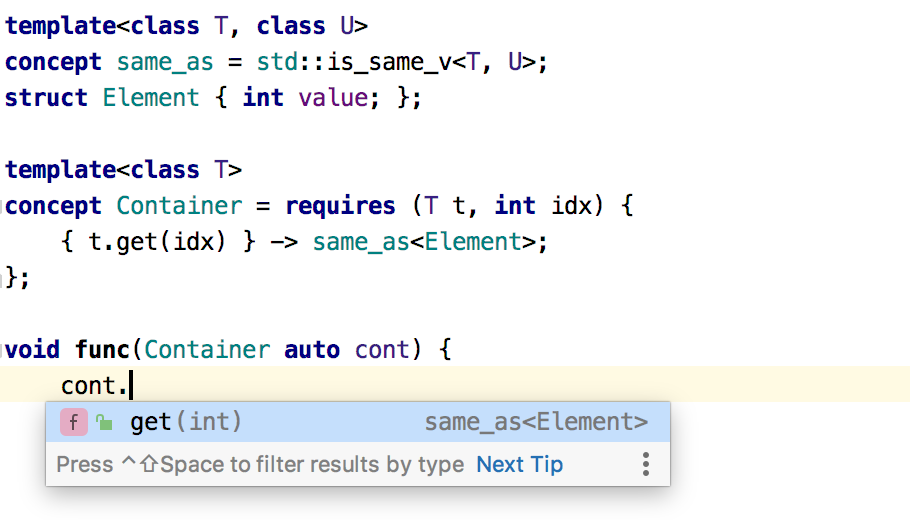 template<class T, class U>
concept same_as = std::is_same_v<T, U>;
struct Element { int value; };
template<class T>
concept Container = requires (T t, int idx) {
    { t.get(idx) } -> same_as<Element>;
};
void func(Container auto cont) {
    cont.
f get(int) same_as<Element>
Press ^⇧Space to filter results by type Next Tip